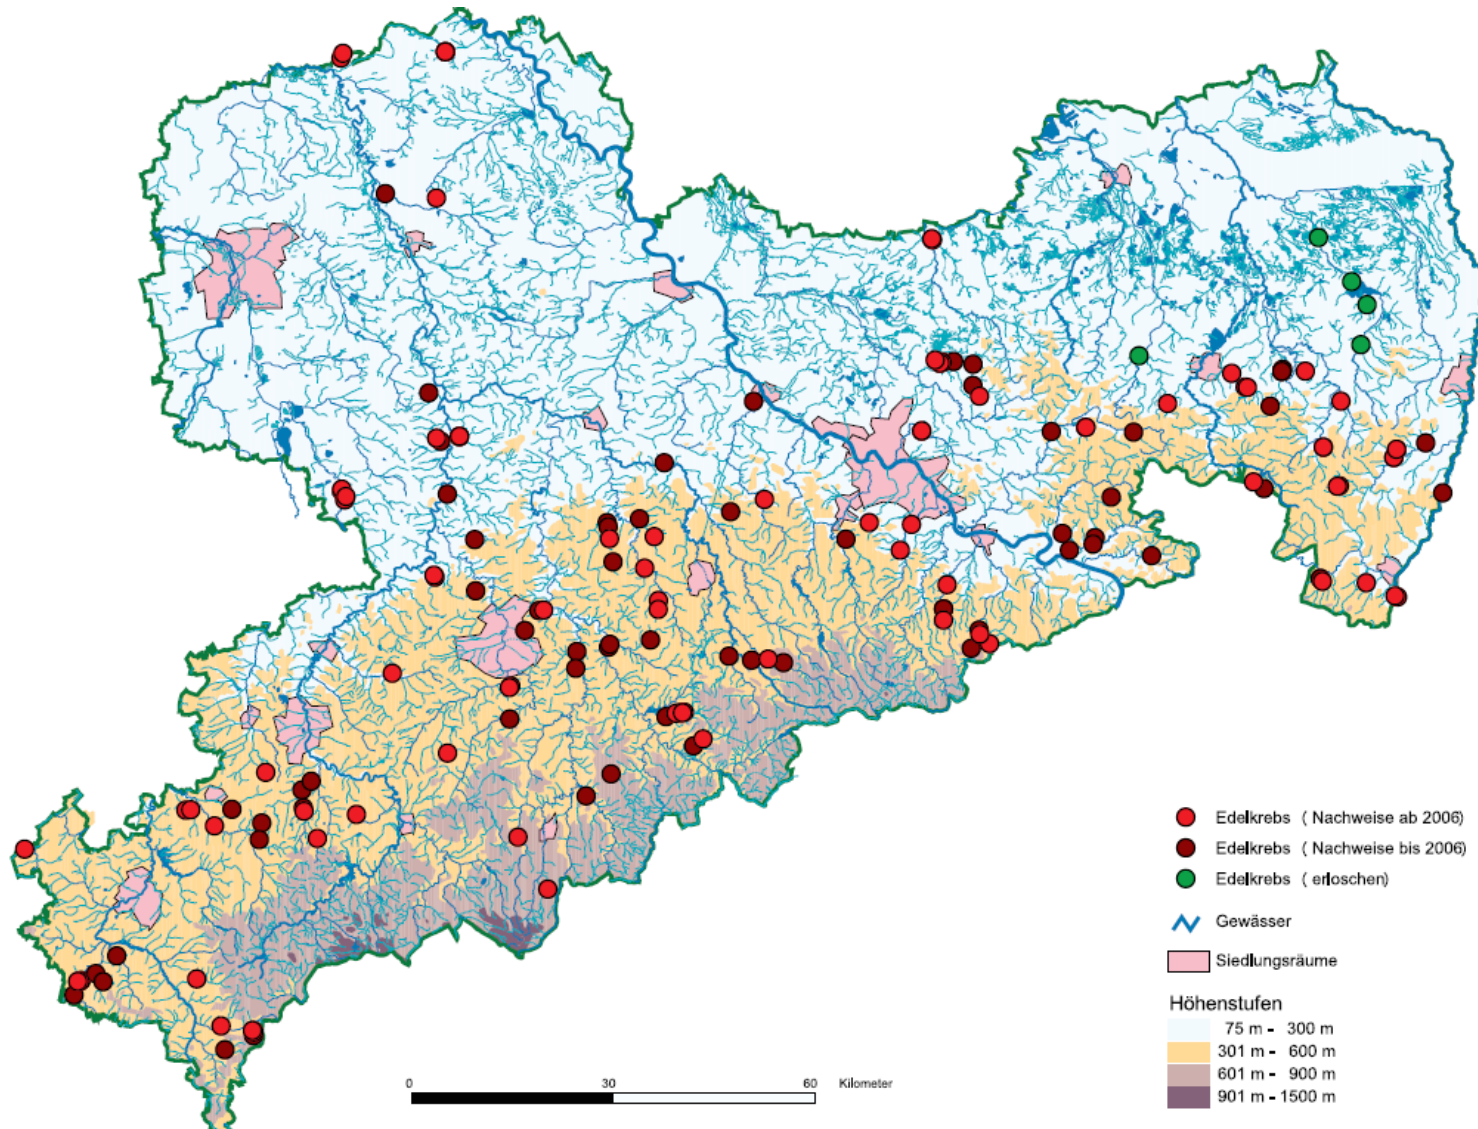 Edelkrebs ( Nachweise ab 2006)
Edelkrebs ( Nachweise bis 2006)
Edelkrebs ( erloschen)
Gewässer
Siedlungsräume
Höhenstufen
75 m - 300 m
301 m - 600 m
601 m - 900 m
901 m - 1500 m
0 30 60 Kilometer